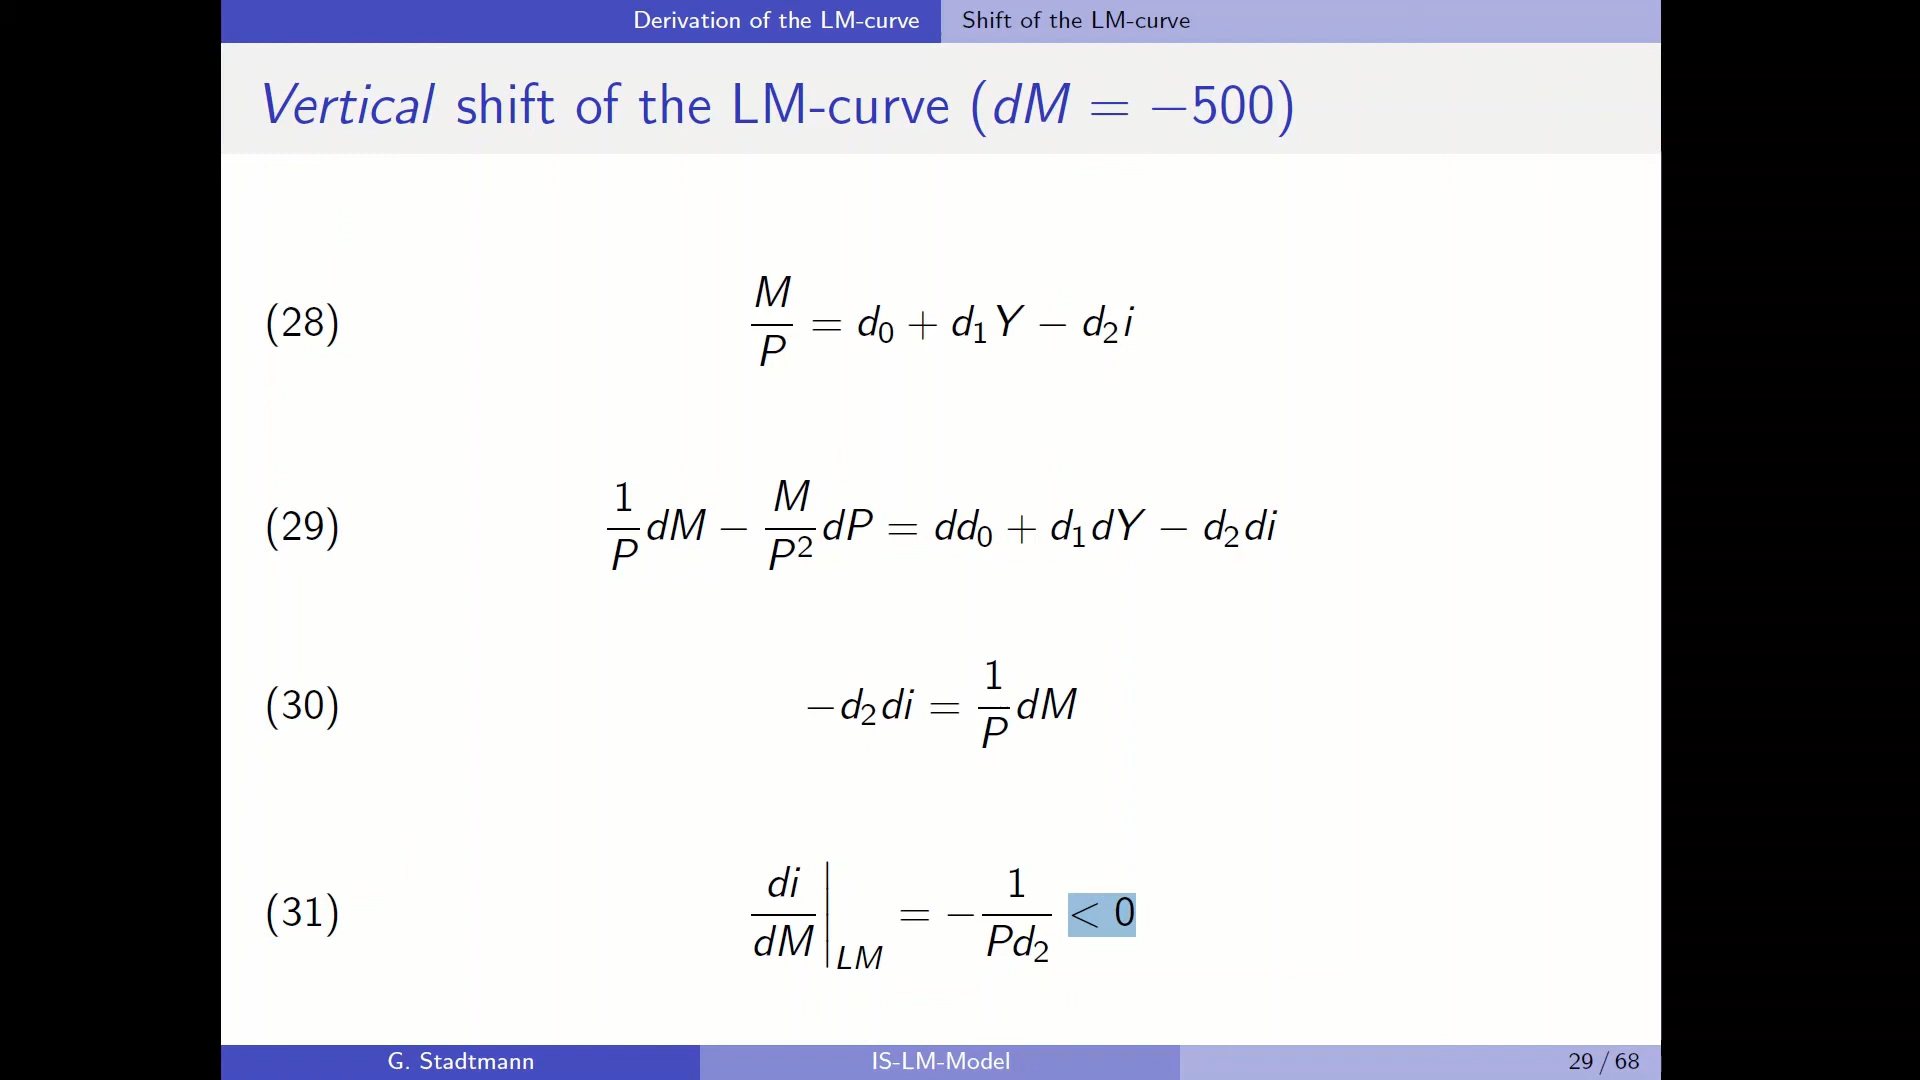 Derivation of the LM-curve Shift of the LM-curve
Vertical shift of the LM-curve (dM = −500)
(28) M/P = d₀ + d₁Y − d₂i
(29) 1/P dM − M/P² dP = dd₀ + d₁dY − d₂di
(30) −d₂di = 1/P dM
(31) di/dM |LM = − 1/Pd₂ < 0
G. Stadtmann IS-LM-Model 29 / 68